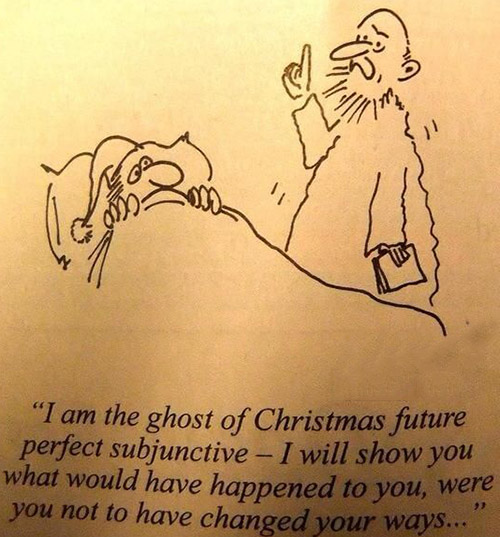 “I am the ghost of Christmas future
perfect subjunctive – I will show you
what would have happened to you, were
you not to have changed your ways...”